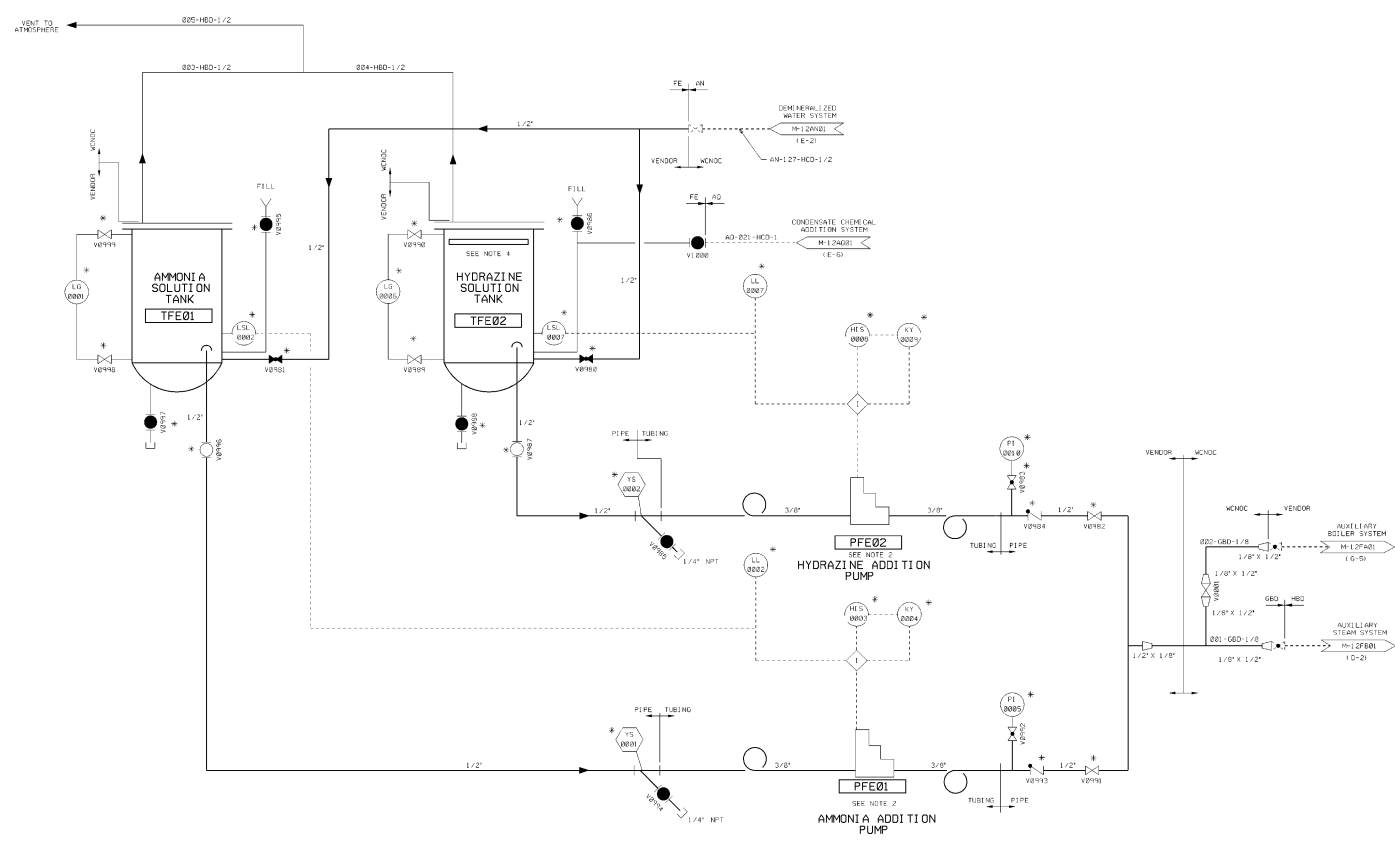 005-HBD-1/2
VENT TO
ATMOSPHERE
003-HBD-1/2
004-HBD-1/2
FE
AN
DEMINERALIZED
WATER SYSTEM
M-12AN01
(E-2)
1/2"
AN-127-HCD-1/2
VENDOR
WCNOC
WCNOC
VENDOR
WCNOC
VENDOR
FILL
FILL
FE
AQ
CONDENSATE CHEMICAL
ADDITION SYSTEM
M-12AQ01
(E-6)
AQ-021-HCD-1
V1000
*
V0999
*
V0995
1/2"
*
V0990
*
V0986
SEE NOTE 4
1/2"
*
LG
0001
AMMONIA
SOLUTION
TANK
TFE01
*
LG
0006
HYDRAZINE
SOLUTION
TANK
TFE02
*
LL
0007
*
LSL
0002
*
LSL
0007
*
HIS
0008
*
KY
0009
*
V0998
*
V0981
*
V0989
*
V0980
I
V0997
*
1/2"
V0988
*
1/2"
*
V0996
*
V0987
PIPE
TUBING
*
YS
0002
*
PI
0010
*
V0983
VENDOR
WCNOC
1/2"
3/8"
3/8"
*
V0984
1/2"
*
V0982
V0985
1/4" NPT
TUBING
PIPE
PFE02
SEE NOTE 2
HYDRAZINE ADDITION
PUMP
WCNOC
VENDOR
AUXILIARY
BOILER SYSTEM
M-12FA01
(G-5)
002-GBD-1/8
1/8" X 1/2"
1/8" X 1/2"
V0001
1/8" X 1/2"
*
LL
0002
*
HIS
0003
*
KY
0004
GBD
HBD
AUXILIARY
STEAM SYSTEM
M-12FB01
(D-2)
001-GBD-1/8
1/8" X 1/2"
1/2" X 1/8"
I
PIPE
TUBING
*
YS
0001
*
PI
0005
*
V0992
1/2"
3/8"
3/8"
*
V0993
1/2"
*
V0991
V0994
1/4" NPT
TUBING
PIPE
PFE01
SEE NOTE 2
AMMONIA ADDITION
PUMP